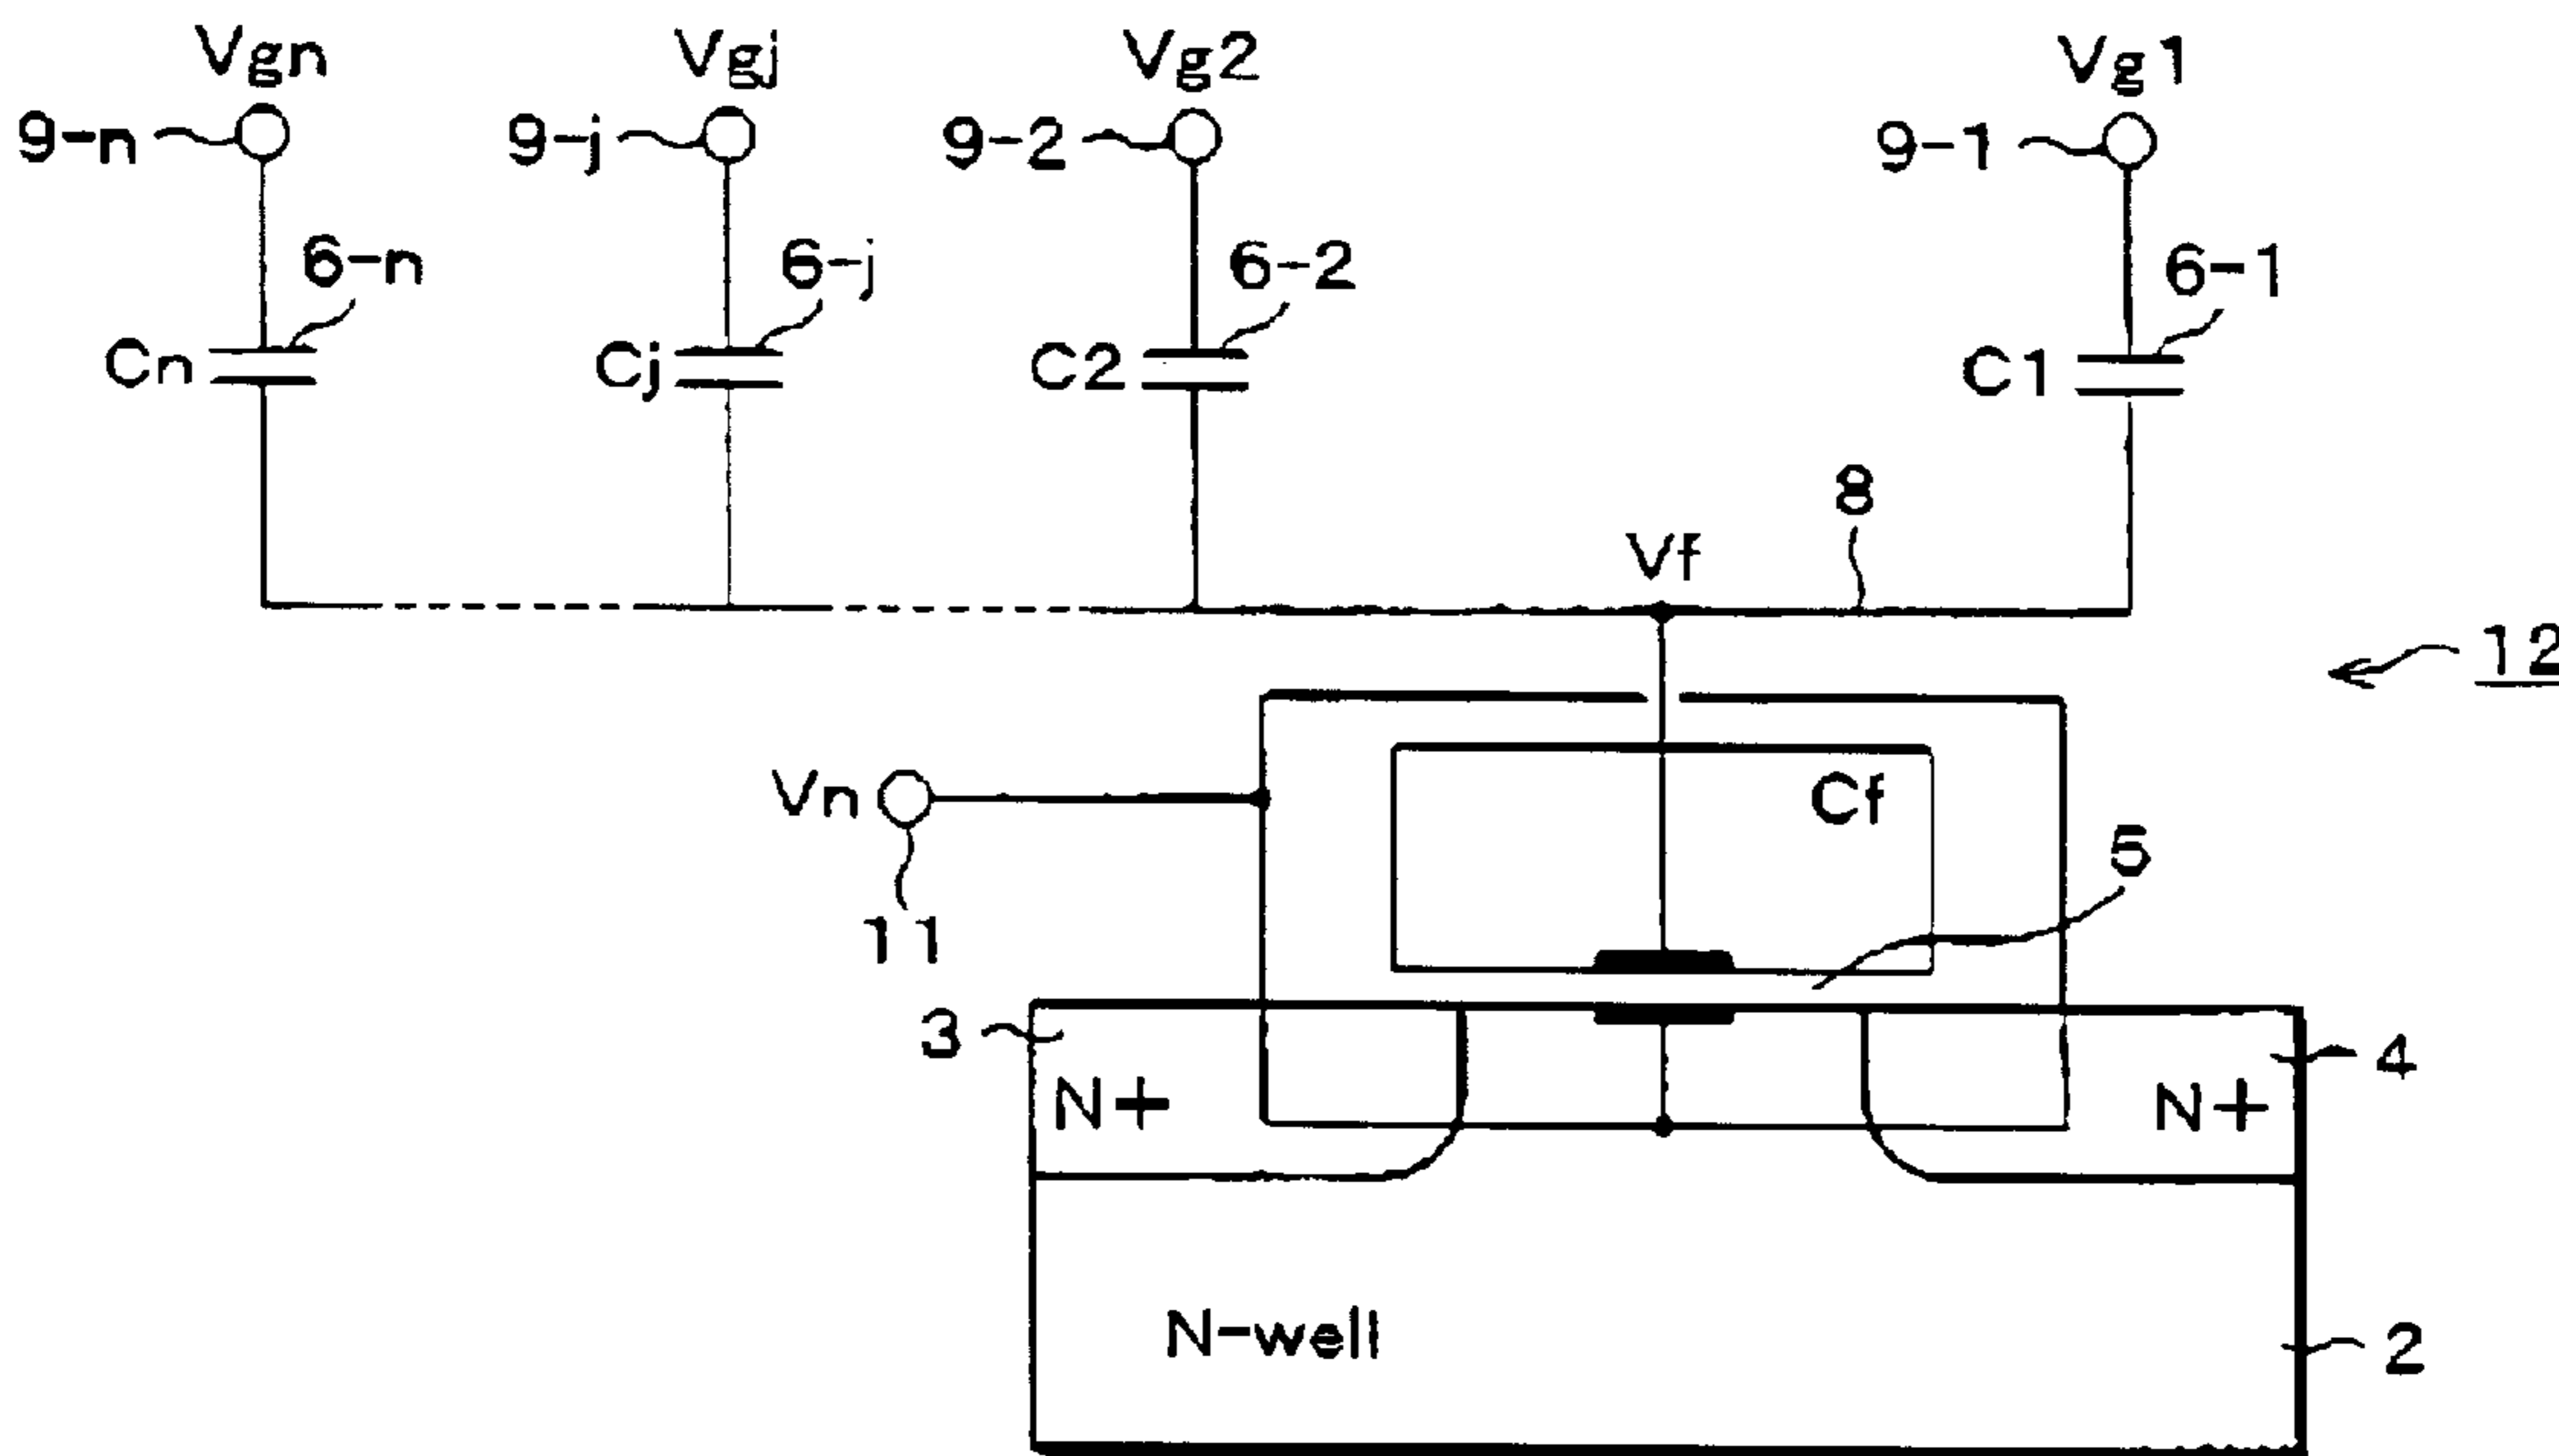 Vgn Vgj Vg2 Vg1
9-n 9-j 9-2 9-1
6-n 6-j 6-2 6-1
Cn Cj C2 C1
8
Vf
12
Vn Cf
5
11
3 4
N+ N+
N-well 2